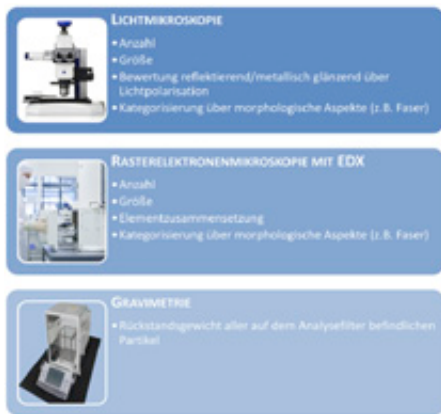 LICHTMIKROSKOPIE
• Anzahl
• Größe
• Bewertung reflektierend/metallisch glänzend über
Lichtpolarisation
• Kategorisierung über morphologische Aspekte (z.B. Faser)
RASTERELEKTRONENMIKROSKOPIE MIT EDX
• Anzahl
• Größe
• Elementzusammensetzung
• Kategorisierung über morphologische Aspekte (z.B. Faser)
GRAVIMETRIE
• Rückstandsgewicht aller auf dem Analysefilter befindlichen
Partikel